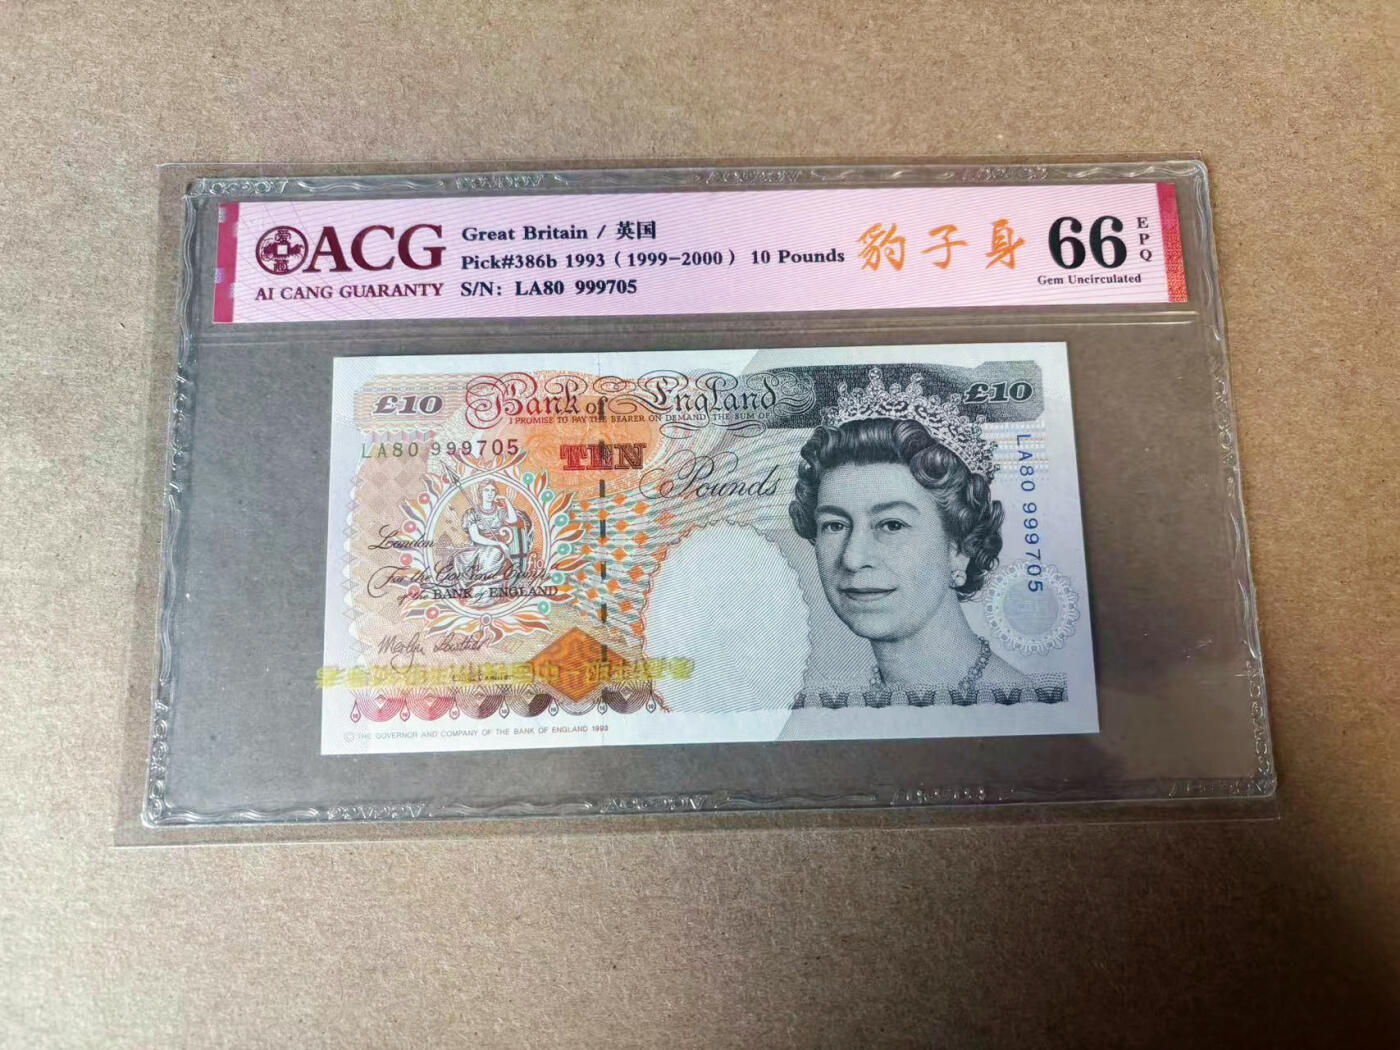 ACG
AI CANG GUARANTY
Great Britain / 英国
Pick#386b 1993 (1999-2000) 10 Pounds
S/N: LA80 999705
豹子身
66
EPQ
Gem Uncirculated
£10
Bank of England
£10
I PROMISE TO PAY THE BEARER ON DEMAND THE SUM OF
LA80 999705
TEN
Pounds
LA80 999705
London
For the Gov.r and Comp.a
of the BANK of ENGLAND
© THE GOVERNOR AND COMPANY OF THE BANK OF ENGLAND 1993